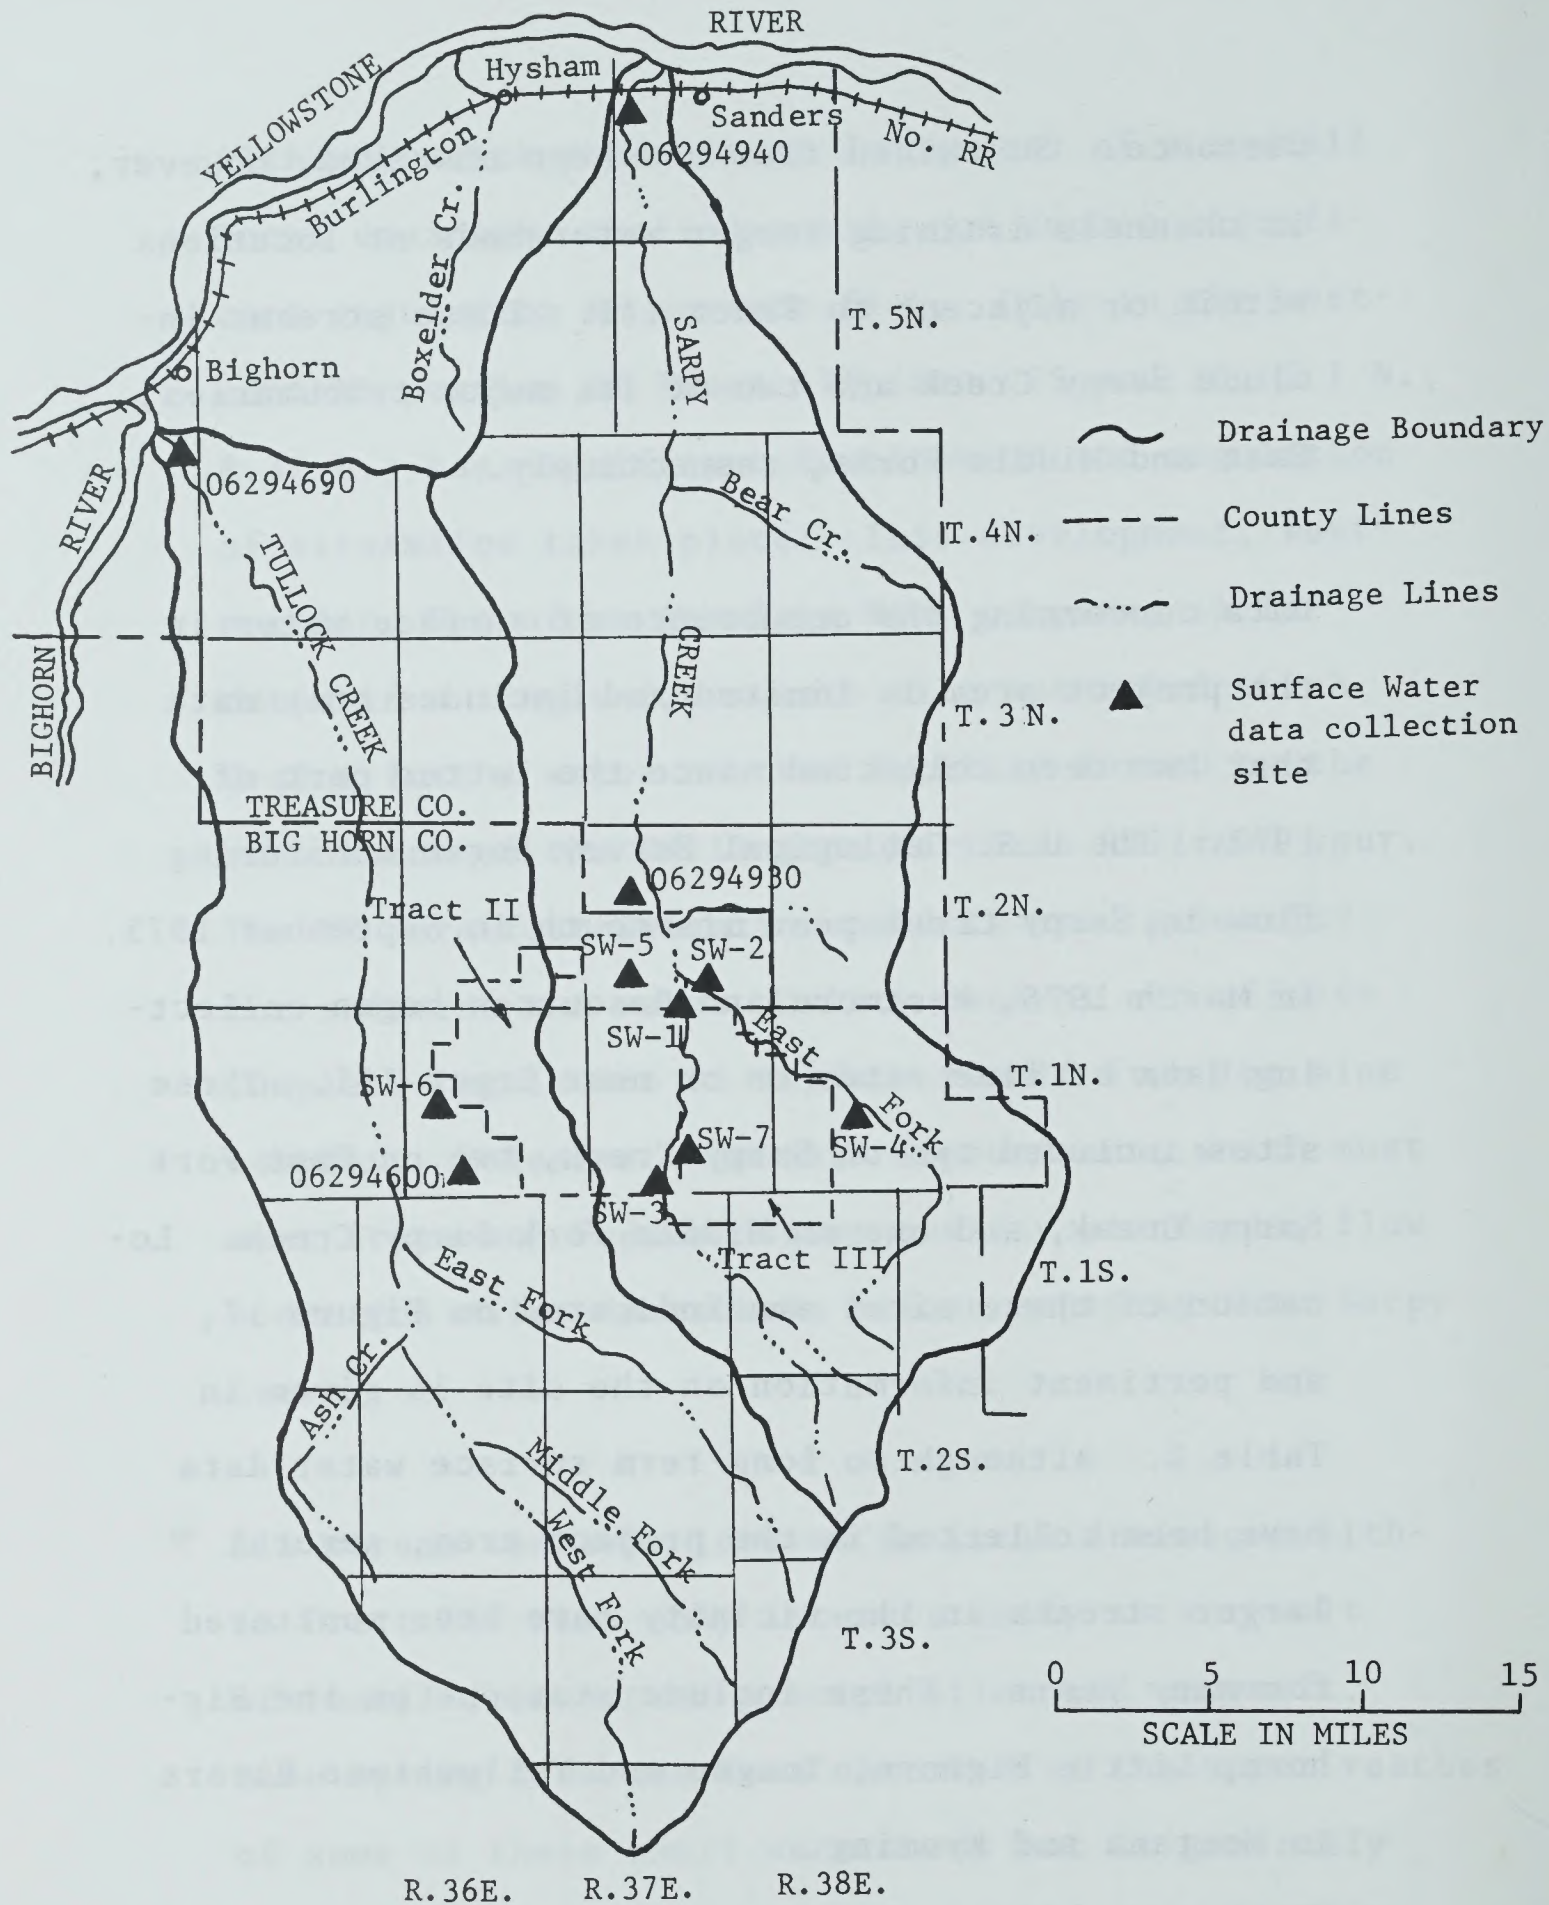 RIVER
YELLOWSTONE
Hysham
Sanders
No. RR
Burlington
06294940
Boxelder Cr.
SARPY
T.5N.
Bighorn
Drainage Boundary
06294690
RIVER
Bear Cr.
T.4N.
County Lines
TULLOCK CREEK
Drainage Lines
CREEK
BIGHORN
T.3N.
Surface Water
data collection
site
TREASURE CO.
BIG HORN CO.
06294930
Tract II
T.2N.
SW-5
SW-2
SW-1
East
Fork
T.1N.
SW-6
SW-7
SW-4
06294600
SW-3
Tract III
T.1S.
East Fork
Ash Cr.
Middle Fork
T.2S.
West Fork
T.3S.
0 5 10 15
SCALE IN MILES
R.36E. R.37E. R.38E.